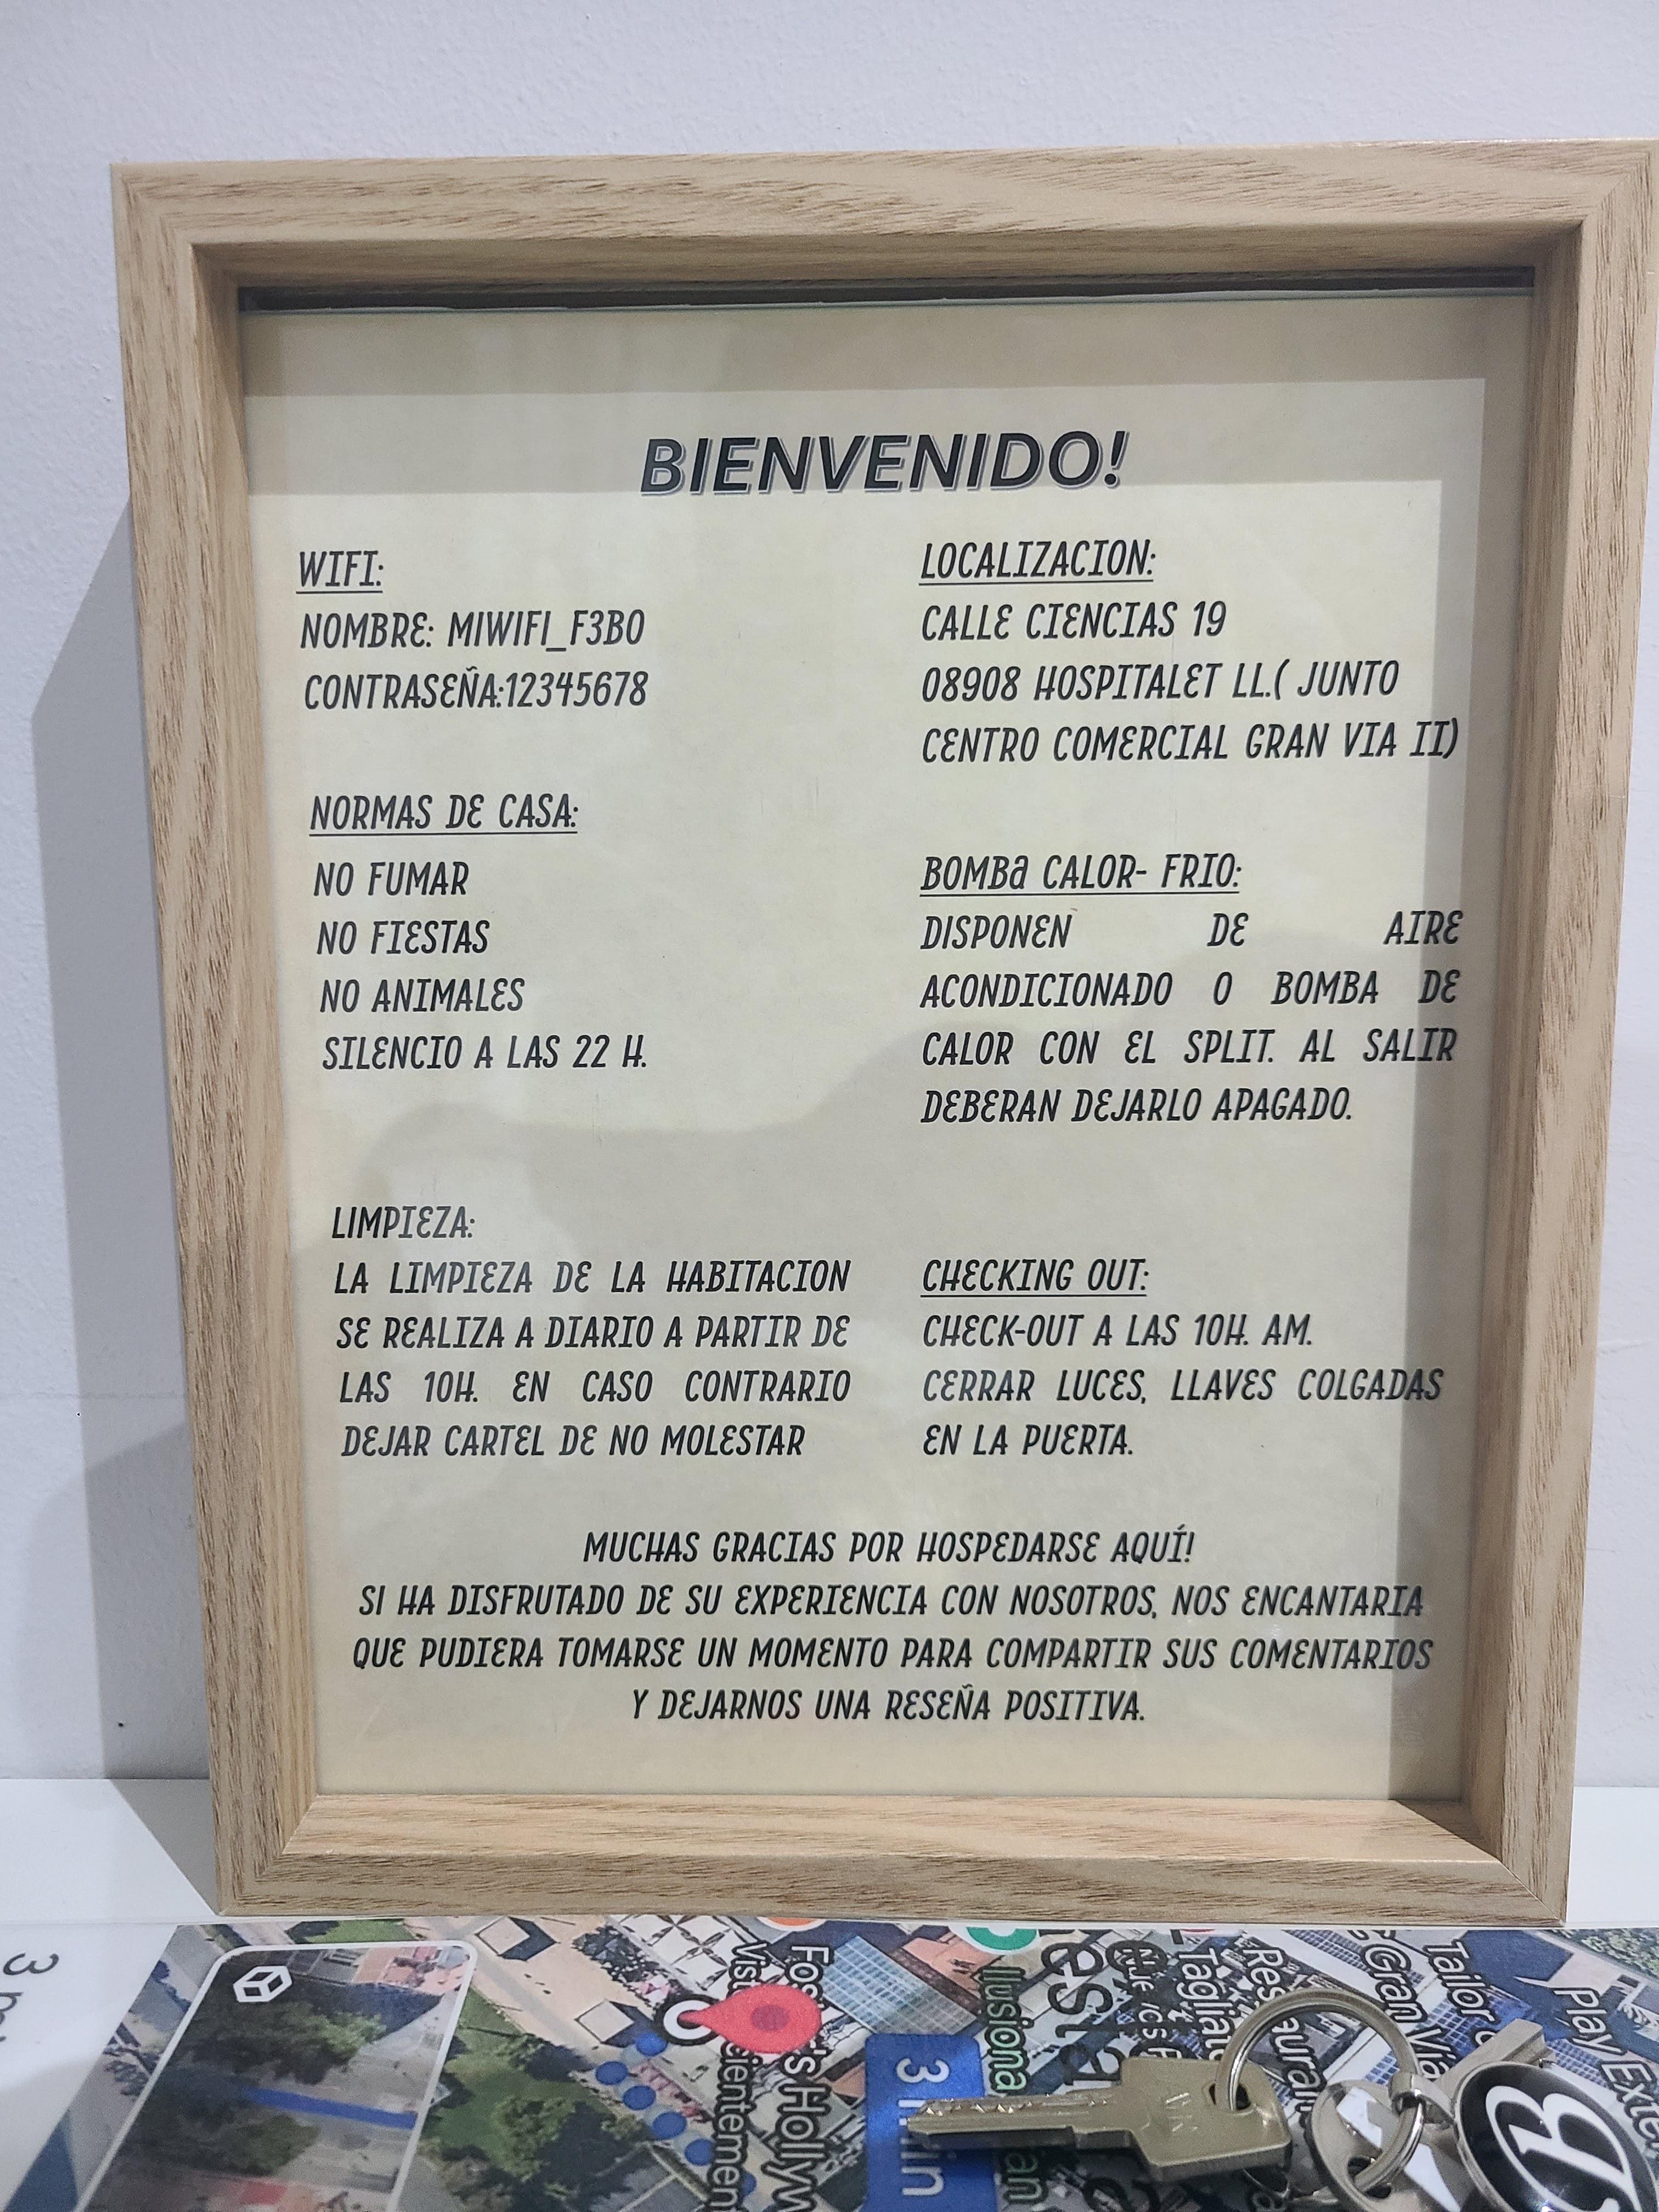 BIENVENIDO!
WIFI:
NOMBRE: MIWIFI_F3B0
CONTRASEÑA:12345678
NORMAS DE CASA:
NO FUMAR
NO FIESTAS
NO ANIMALES
SILENCIO A LAS 22 H.
LIMPIEZA:
LA LIMPIEZA DE LA HABITACION
SE REALIZA A DIARIO A PARTIR DE
LAS 10H. EN CASO CONTRARIO
DEJAR CARTEL DE NO MOLESTAR
LOCALIZACION:
CALLE CIENCIAS 19
08908 HOSPITALET LL.( JUNTO
CENTRO COMERCIAL GRAN VIA II)
BOMBa CALOR- FRIO:
DISPONEN DE AIRE
ACONDICIONADO O BOMBA DE
CALOR CON EL SPLIT. AL SALIR
DEBERAN DEJARLO APAGADO.
CHECKING OUT:
CHECK-OUT A LAS 10H. AM.
CERRAR LUCES, LLAVES COLGADAS
EN LA PUERTA.
MUCHAS GRACIAS POR HOSPEDARSE AQUÍ!
SI HA DISFRUTADO DE SU EXPERIENCIA CON NOSOTROS, NOS ENCANTARIA
QUE PUDIERA TOMARSE UN MOMENTO PARA COMPARTIR SUS COMENTARIOS
Y DEJARNOS UNA RESEÑA POSITIVA.
Play
Tailor
Gran Vía
3
B